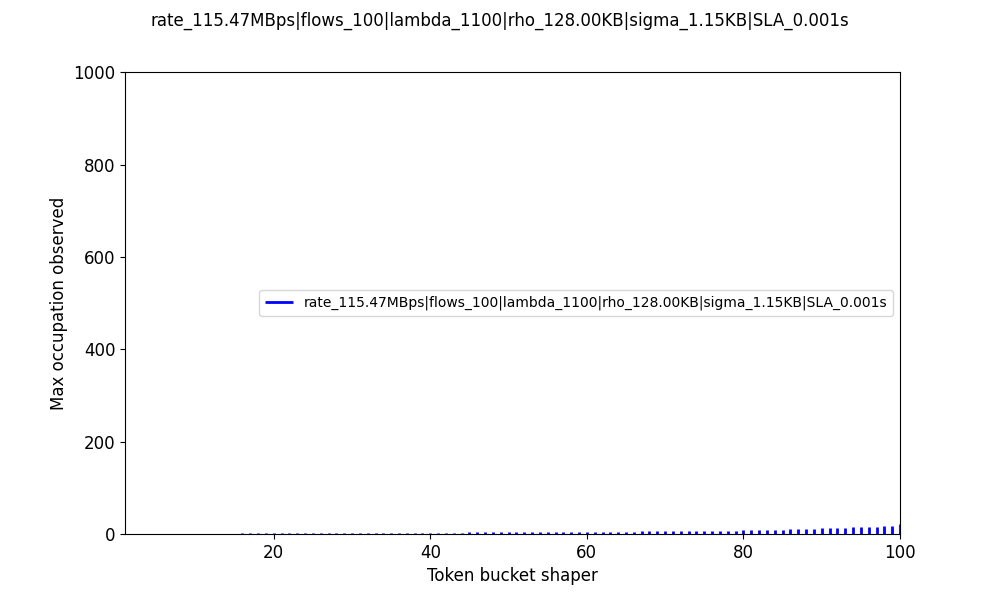 rate_115.47MBps|flows_100|lambda_1100|rho_128.00KB|sigma_1.15KB|SLA_0.001s
1000
800
600
400
200
0
Max occupation observed
rate_115.47MBps|flows_100|lambda_1100|rho_128.00KB|sigma_1.15KB|SLA_0.001s
20 40 60 80 100
Token bucket shaper